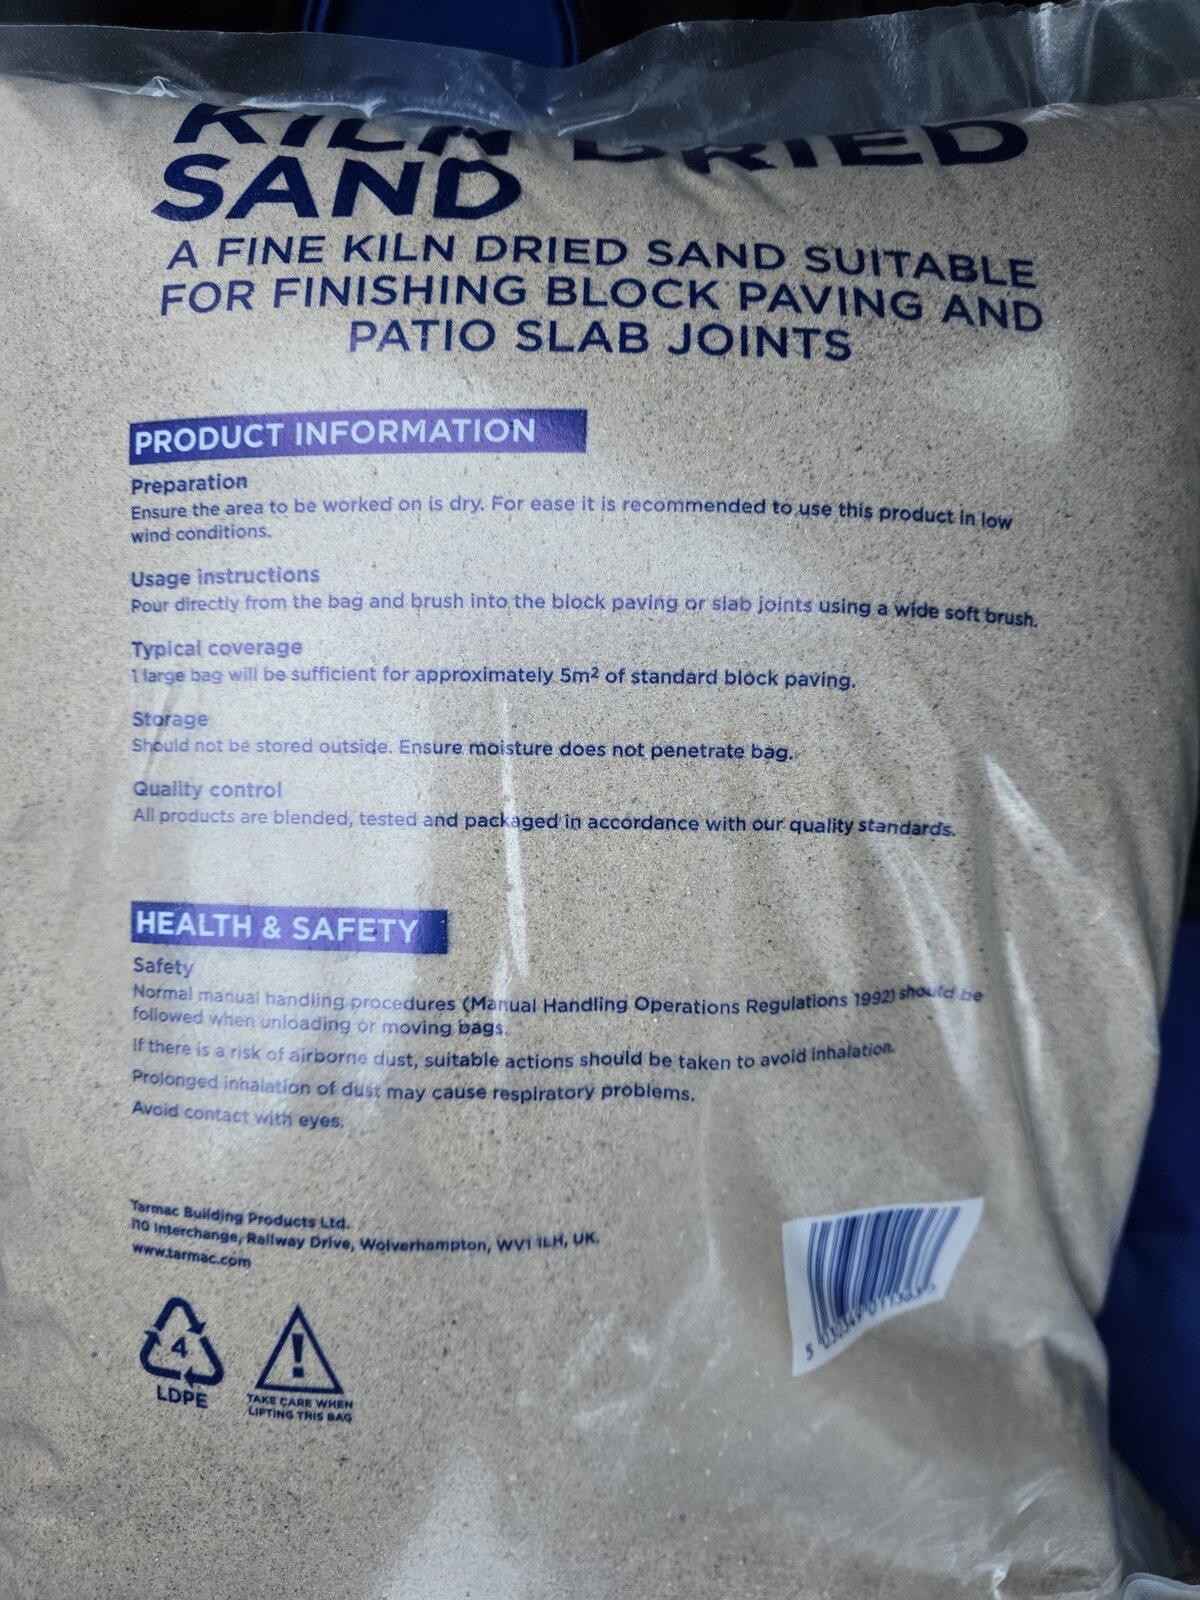 KILN DRIED
SAND
A FINE KILN DRIED SAND SUITABLE
FOR FINISHING BLOCK PAVING AND
PATIO SLAB JOINTS
PRODUCT INFORMATION
Preparation
Ensure the area to be worked on is dry. For ease it is recommended to use this product in low
wind conditions.
Usage instructions
Pour directly from the bag and brush into the block paving or slab joints using a wide soft brush.
Typical coverage
1 large bag will be sufficient for approximately 5m² of standard block paving.
Storage
Should not be stored outside. Ensure moisture does not penetrate bag.
Quality control
All products are blended, tested and packaged in accordance with our quality standards.
HEALTH & SAFETY
Safety
Normal manual handling procedures (Manual Handling Operations Regulations 1992) should be
followed when unloading or moving bags.
If there is a risk of airborne dust, suitable actions should be taken to avoid inhalation.
Prolonged inhalation of dust may cause respiratory problems.
Avoid contact with eyes.
Tarmac Building Products Ltd.
i10 Interchange, Railway Drive, Wolverhampton, WV1 1LH, UK.
www.tarmac.com
4
LDPE
!
TAKE CARE WHEN
LIFTING THIS BAG
5